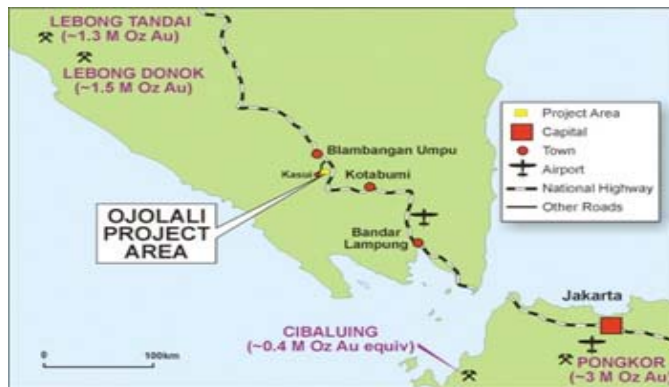 LEBONG TANDAI
(~1.3 M Oz Au)
LEBONG DONOK
(~1.5 M Oz Au)
Blambangan Umpu
Kasui
Kotabumi
OJOLALI
PROJECT
AREA
Bandar
Lampung
Project Area
Capital
Town
Airport
National Highway
Other Roads
Jakarta
CIBALUING
(~0.4 M Oz Au equiv)
PONGKOR
(~3 M Oz Au)
0
100km